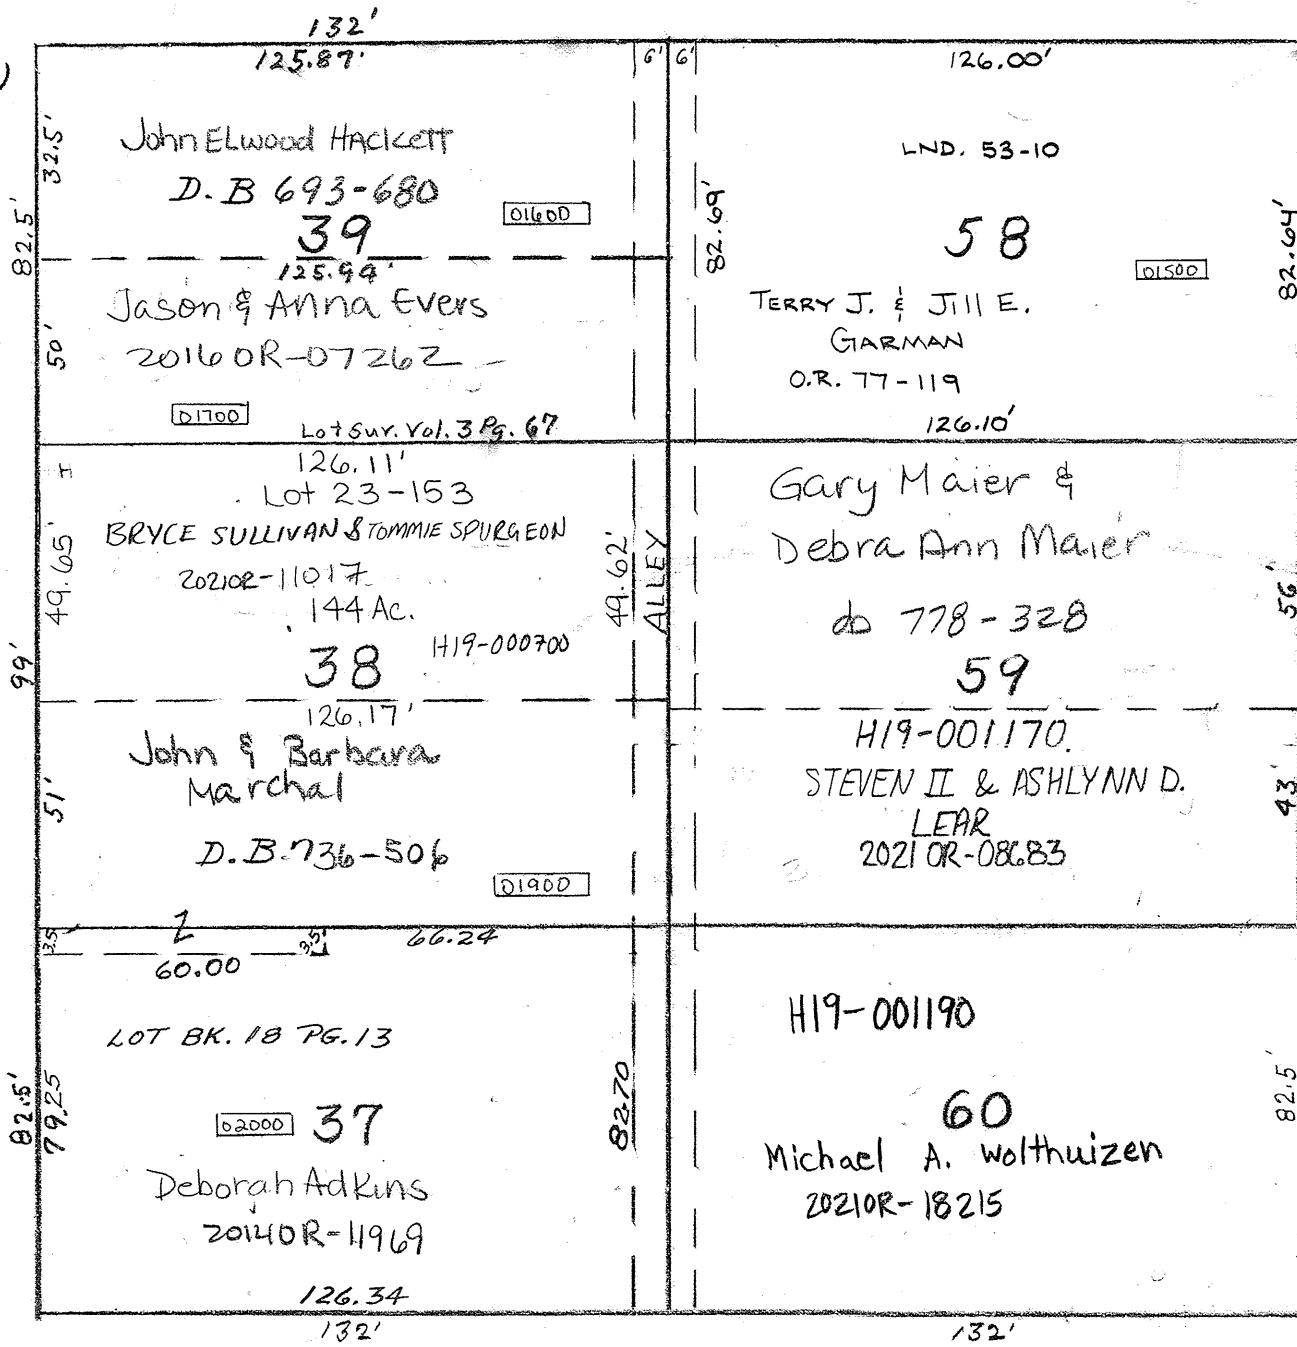 132'
125.87'
6' 6'
126.00'
32.5'
82.5'
John ELwood HACKETT
D. B 693-680
01600
39
125.94'
Jason & Anna Evers
2016 OR-07262
50'
01700
Lot Sur. Vol. 3 Pg. 67
LND. 53-10
82.69'
58
01500
82.64'
TERRY J. & JILL E.
GARMAN
O.R. 77-119
126.10'
126.11'
Lot 23-153
BRYCE SULLIVAN & TOMMIE SPURGEON
2021OR-11017
.144 Ac.
H19-000700
38
49.65'
99'
49.62'
ALLEY
126.17'
John & Barbara
Marchal
51'
D.B. 736-506
01900
Gary Maier &
Debra Ann Maier
db 778-328
59
56'
H19-001170.
STEVEN II & ASHLYNN D.
LEAR
2021 OR-08683
43'
3.5'
3.5'
66.24
60.00
LOT BK. 18 PG. 13
82.5'
79.25
02000
37
82.70
Deborah Adkins
2014OR-11969
126.34
132'
H19-001190
60
82.5'
Michael A. Wolthuizen
2021OR-18215
132'